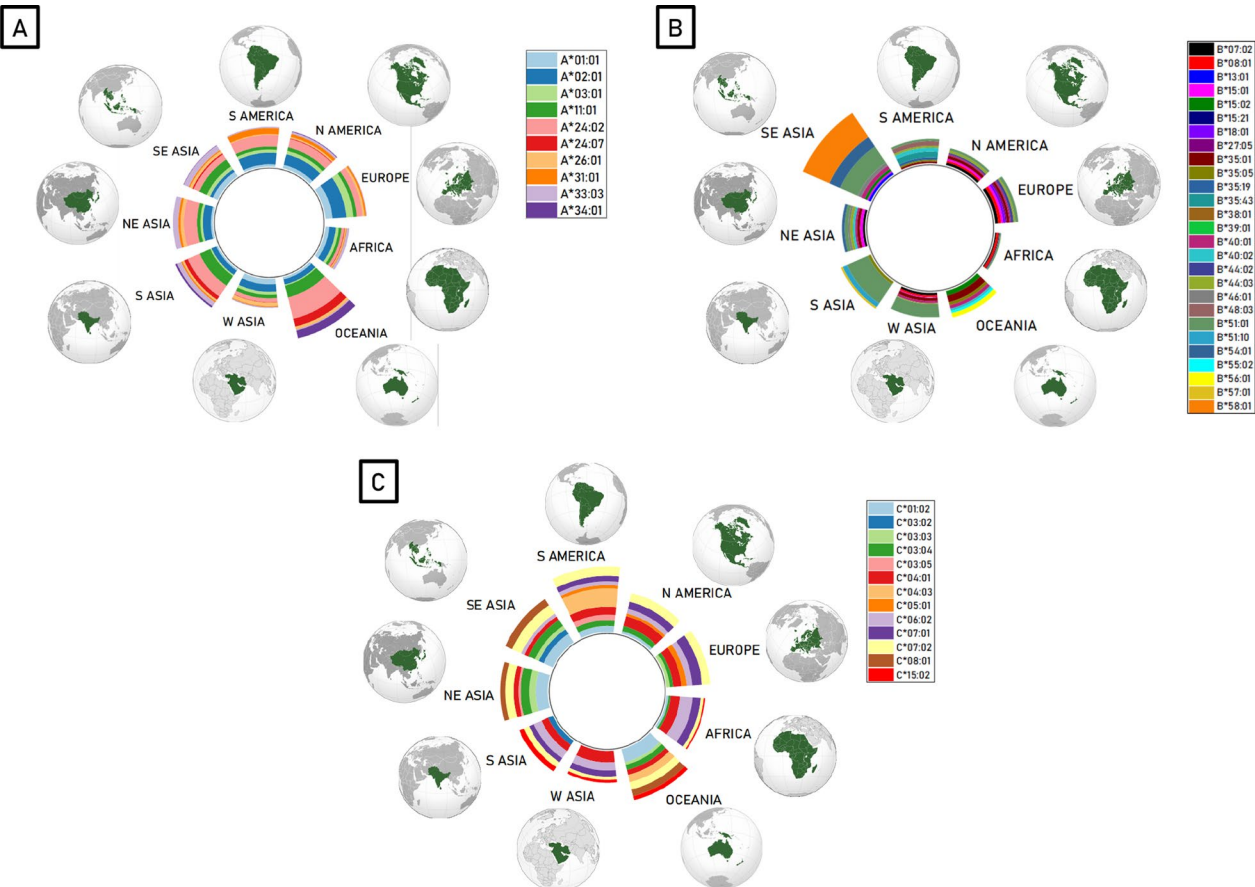 A
S AMERICA
N AMERICA
SE ASIA
EUROPE
NE ASIA
AFRICA
S ASIA
W ASIA
OCEANIA
A*01:01
A*02:01
A*03:01
A*11:01
A*24:02
A*24:07
A*26:01
A*31:01
A*33:03
A*34:01
B
S AMERICA
SE ASIA
N AMERICA
EUROPE
NE ASIA
AFRICA
S ASIA
W ASIA
OCEANIA
B*07:02
B*08:01
B*13:01
B*15:01
B*15:02
B*15:21
B*18:01
B*27:05
B*35:01
B*35:05
B*35:19
B*35:43
B*38:01
B*39:01
B*40:01
B*40:02
B*44:02
B*44:03
B*46:01
B*48:03
B*51:01
B*51:10
B*54:01
B*55:02
B*56:01
B*57:01
B*58:01
C
S AMERICA
N AMERICA
SE ASIA
EUROPE
NE ASIA
AFRICA
S ASIA
W ASIA
OCEANIA
C*01:02
C*03:02
C*03:03
C*03:04
C*03:05
C*04:01
C*04:03
C*05:01
C*06:02
C*07:01
C*07:02
C*08:01
C*15:02